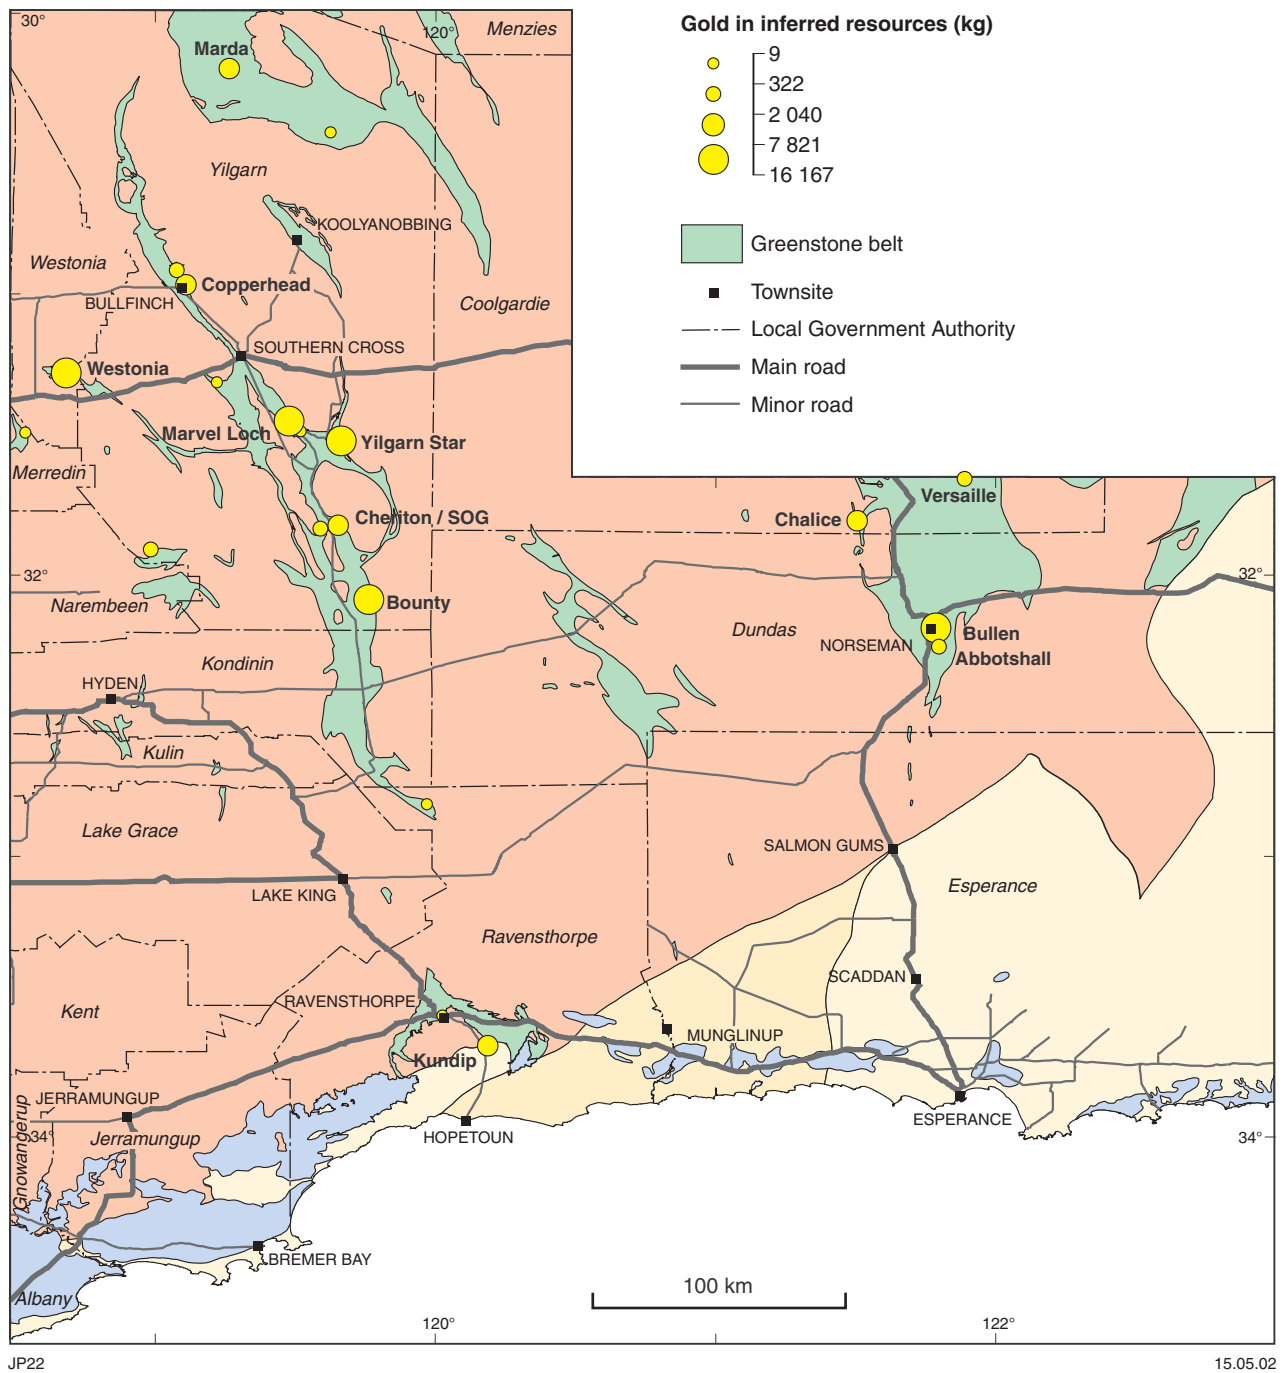 30°
120°
Menzies
Marda
Yilgarn
KOOLYANOBBING
Westonia
Copperhead
BULLFINCH
Coolgardie
SOUTHERN CROSS
Westonia
Marvel Loch
Yilgarn Star
Merredin
Cheriton / SOG
32°
Narembeen
Bounty
Kondinin
HYDEN
Kulin
Lake Grace
LAKE KING
Gold in inferred resources (kg)
9
322
2 040
7 821
16 167
Greenstone belt
Townsite
Local Government Authority
Main road
Minor road
Versaille
Chalice
32°
Dundas
NORSEMAN
Bullen
Abbotshall
SALMON GUMS
Esperance
Ravensthorpe
SCADDAN
RAVENSTHORPE
Kent
MUNGLINUP
Kundip
JERRAMUNGUP
ESPERANCE
HOPETOUN
34°
Jerramungup
34°
Gnowangerup
BREMER BAY
Albany
100 km
120°
122°
JP22
15.05.02